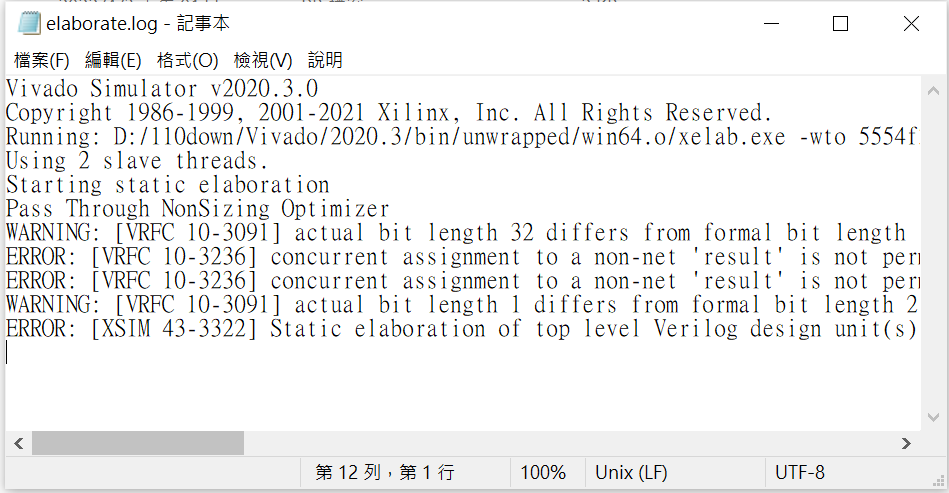 elaborate.log - 記事本
檔案(F) 編輯(E) 格式(O) 檢視(V) 說明
Vivado Simulator v2020.3.0
Copyright 1986-1999, 2001-2021 Xilinx, Inc. All Rights Reserved.
Running: D:/110down/Vivado/2020.3/bin/unwrapped/win64.o/xelab.exe -wto 5554f
Using 2 slave threads.
Starting static elaboration
Pass Through NonSizing Optimizer
WARNING: [VRFC 10-3091] actual bit length 32 differs from formal bit length
ERROR: [VRFC 10-3236] concurrent assignment to a non-net 'result' is not
ERROR: [VRFC 10-3236] concurrent assignment to a non-net 'result' is not
WARNING: [VRFC 10-3091] actual bit length 1 differs from formal bit length 2
ERROR: [XSIM 43-3322] Static elaboration of top level Verilog design unit(s)
第 12 列，第 1 行 100% Unix (LF) UTF-8